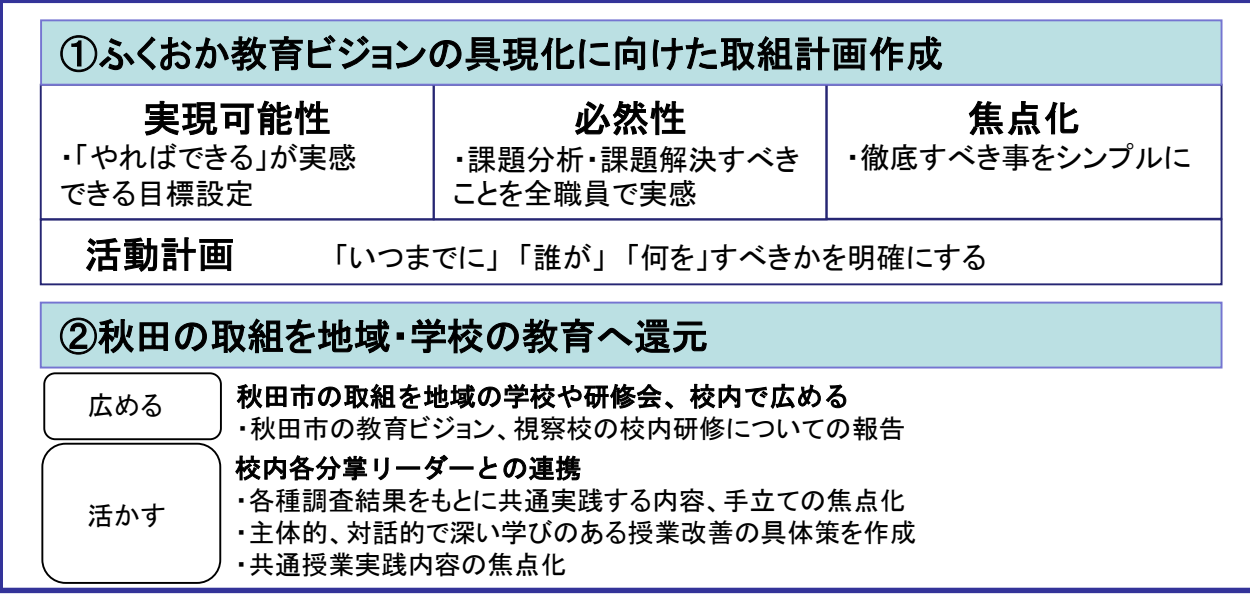 ①ふくおか教育ビジョンの具現化に向けた取組計画作成
実現可能性
・「やればできる」が実感
できる目標設定
必然性
・課題分析・課題解決すべき
ことを全職員で実感
焦点化
・徹底すべき事をシンプルに
活動計画 「いつまでに」「誰が」「何を」すべきかを明確にする
②秋田の取組を地域・学校の教育へ還元
広める
秋田市の取組を地域の学校や研修会、校内で広める
・秋田市の教育ビジョン、視察校の校内研修についての報告
活かす
校内各分掌リーダーとの連携
・各種調査結果をもとに共通実践する内容、手立ての焦点化
・主体的、対話的で深い学びのある授業改善の具体策を作成
・共通授業実践内容の焦点化